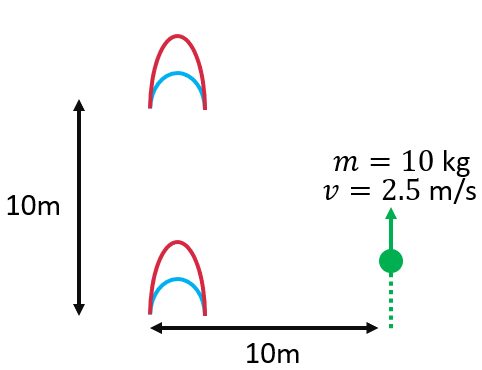 m = 10 kg
v = 2.5 m/s
10m
10m